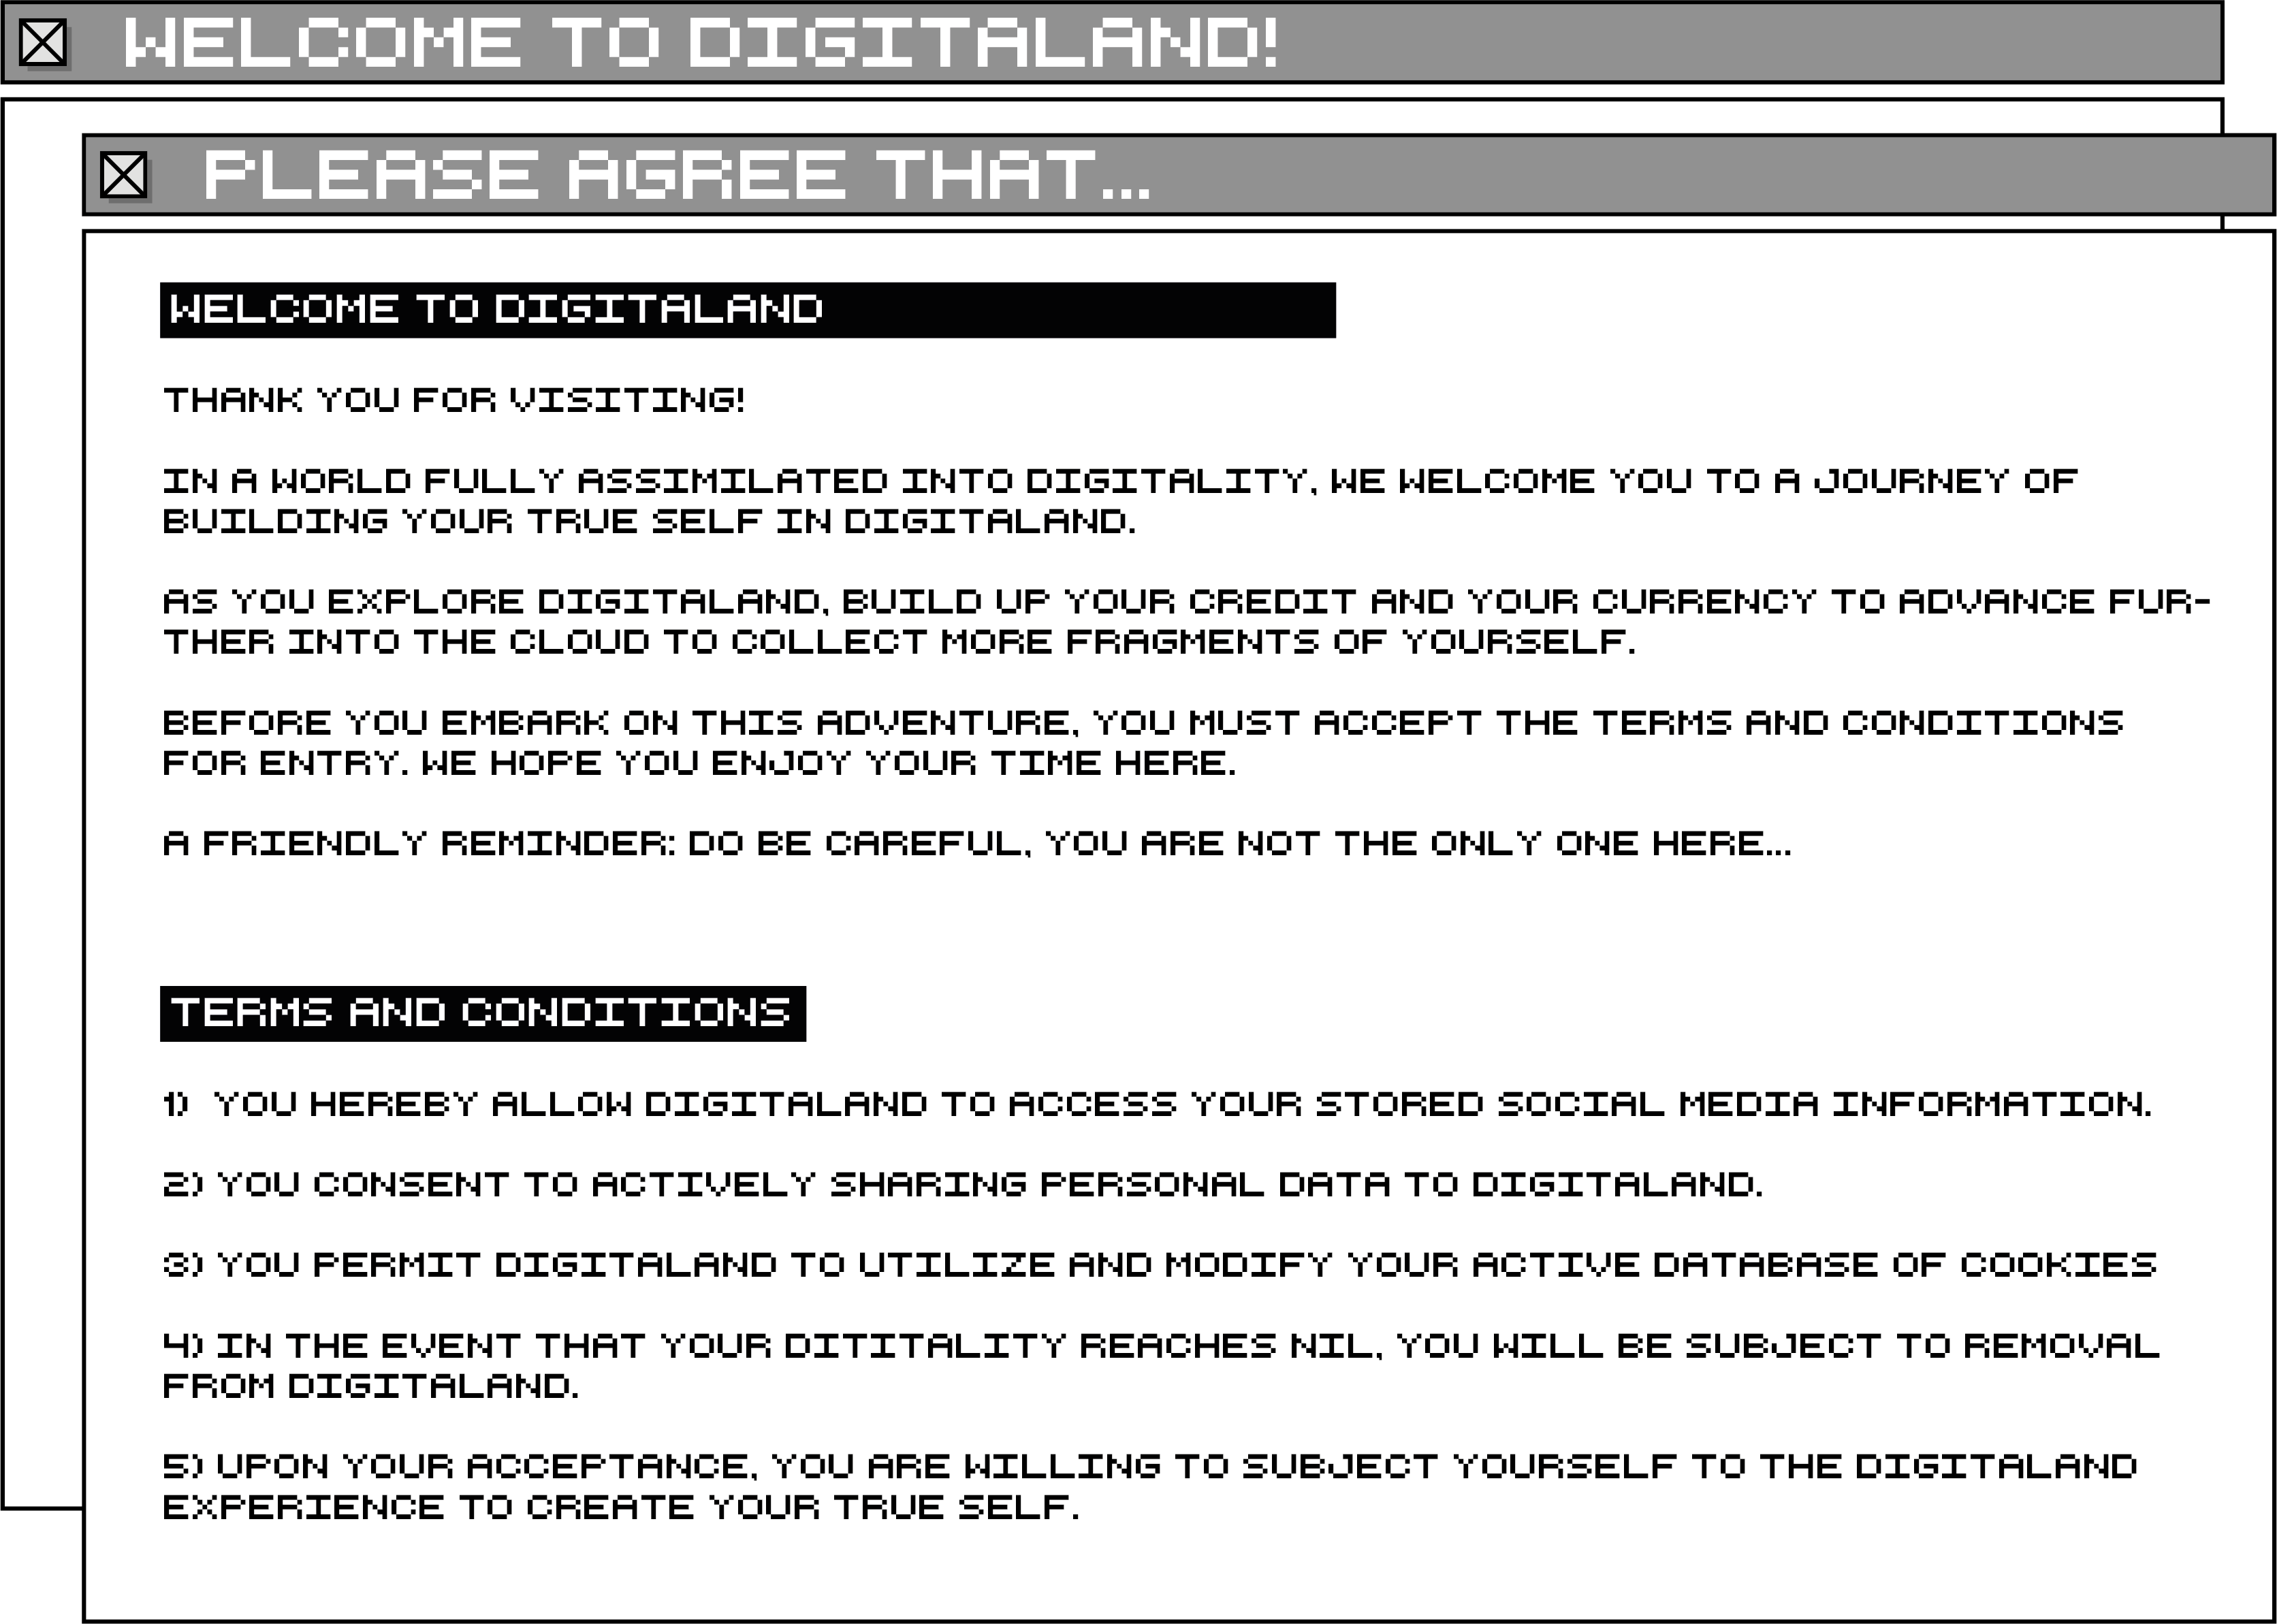 WELCOME TO DIGITALAND!
PLEASE AGREE THAT...
WELCOME TO DIGITALAND
THANK YOU FOR VISITING!
IN A WORLD FULLY ASSIMILATED INTO DIGITALITY, WE WELCOME YOU TO A JOURNEY OF
BUILDING YOUR TRUE SELF IN DIGITALAND.
AS YOU EXPLORE DIGITALAND, BUILD UP YOUR CREDIT AND YOUR CURRENCY TO ADVANCE FUR-
THER INTO THE CLOUD TO COLLECT MORE FRAGMENTS OF YOURSELF.
BEFORE YOU EMBARK ON THIS ADVENTURE, YOU MUST ACCEPT THE TERMS AND CONDITIONS
FOR ENTRY. WE HOPE YOU ENJOY YOUR TIME HERE.
A FRIENDLY REMINDER: DO BE CAREFUL, YOU ARE NOT THE ONLY ONE HERE...
TERMS AND CONDITIONS
1) YOU HEREBY ALLOW DIGITALAND TO ACCESS YOUR STORED SOCIAL MEDIA INFORMATION.
2) YOU CONSENT TO ACTIVELY SHARING PERSONAL DATA TO DIGITALAND.
3) YOU PERMIT DIGITALAND TO UTILIZE AND MODIFY YOUR ACTIVE DATABASE OF COOKIES
4) IN THE EVENT THAT YOUR DITITALITY REACHES NIL, YOU WILL BE SUBJECT TO REMOVAL
FROM DIGITALAND.
5) UPON YOUR ACCEPTANCE, YOU ARE WILLING TO SUBJECT YOURSELF TO THE DIGITALAND
EXPERIENCE TO CREATE YOUR TRUE SELF.